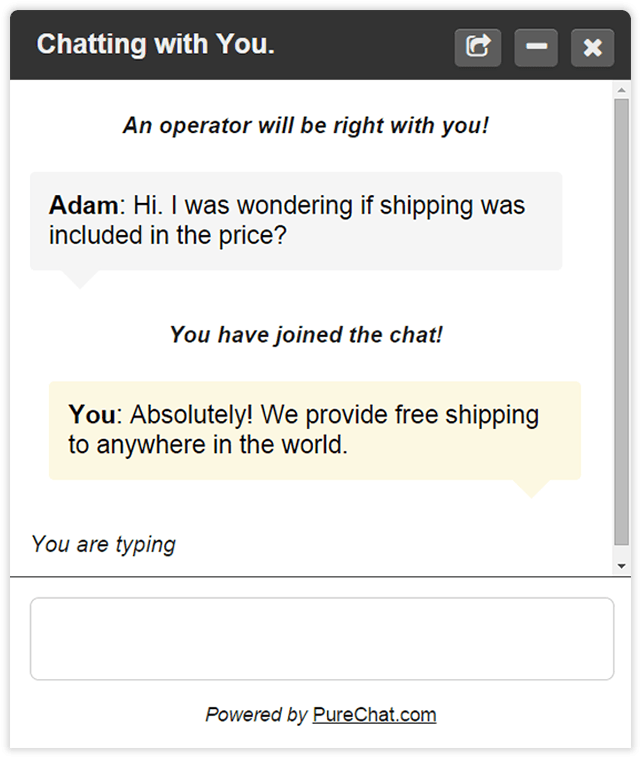 Chatting with You.
An operator will be right with you!
Adam: Hi. I was wondering if shipping was
included in the price?
You have joined the chat!
You: Absolutely! We provide free shipping
to anywhere in the world.
You are typing
Powered by PureChat.com